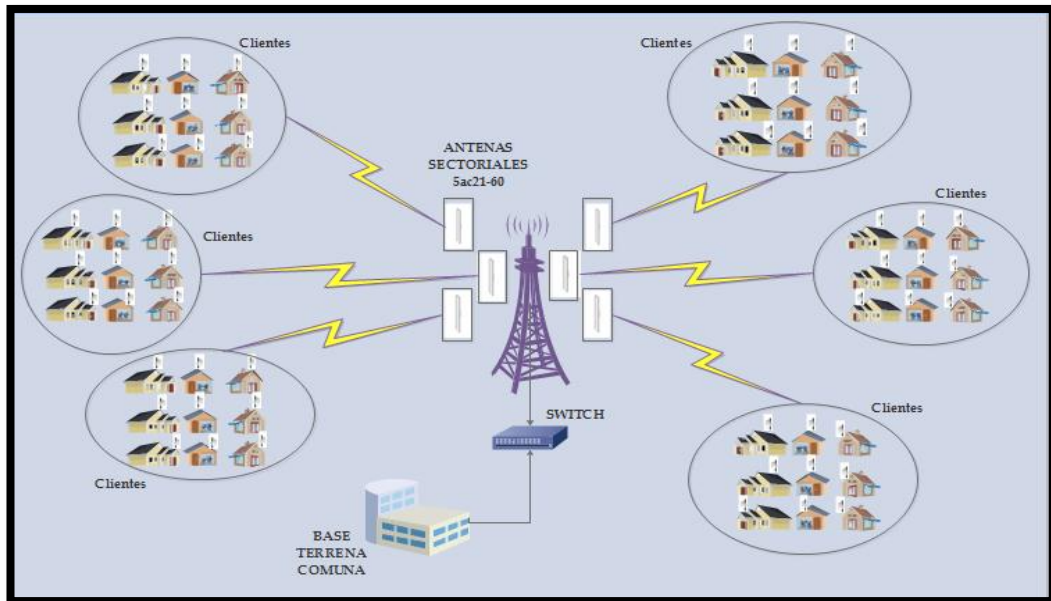 Clientes
Clientes
ANTENAS
SECTORIALES
5ac21-60
Clientes
Clientes
Clientes
SWITCH
Clientes
BASE
TERRENA
COMUNA